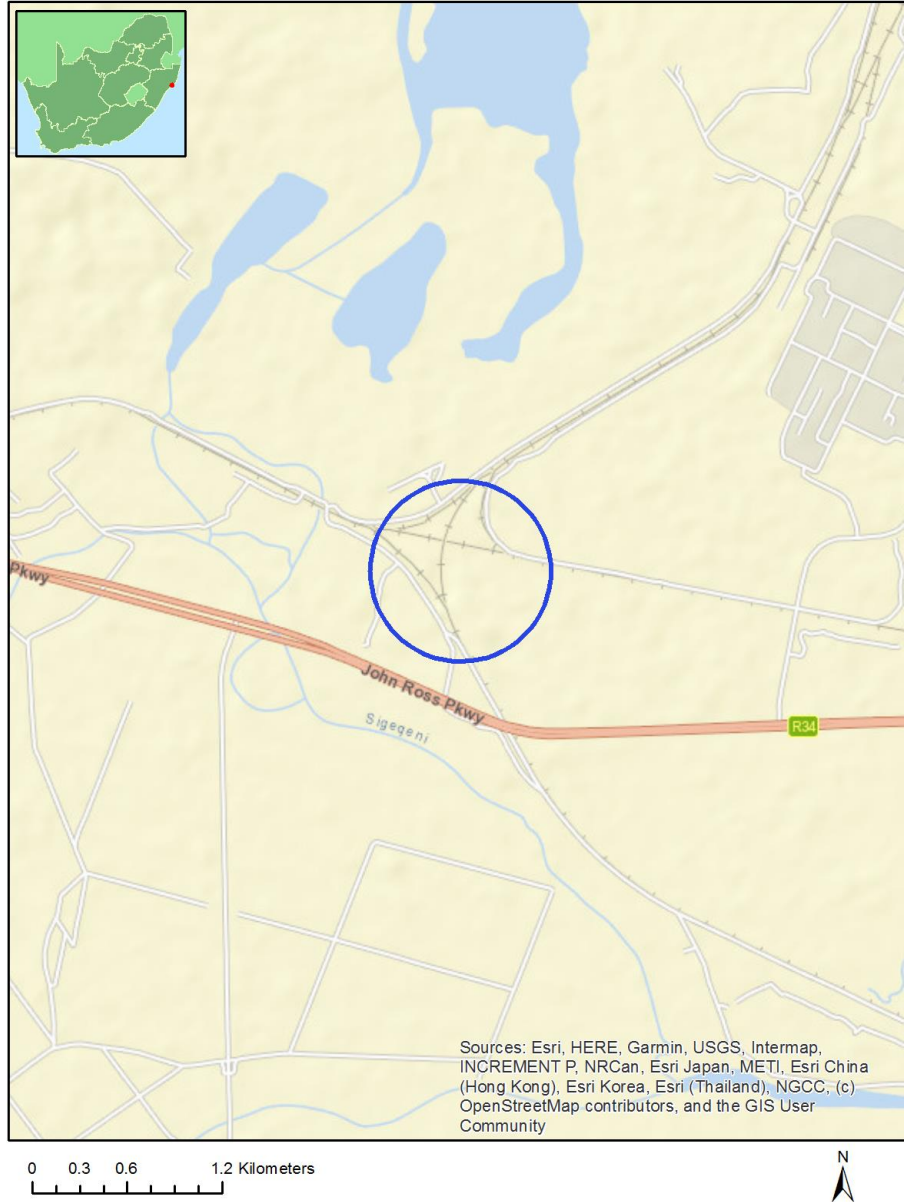 Pkwy
John Ross Pkwy
Sigegeni
R34
Sources: Esri, HERE, Garmin, USGS, Intermap,
INCREMENT P, NRCan, Esri Japan, METI, Esri China
(Hong Kong), Esri Korea, Esri (Thailand), NGCC, (c)
OpenStreetMap contributors, and the GIS User
Community
0 0.3 0.6 1.2 Kilometers
N